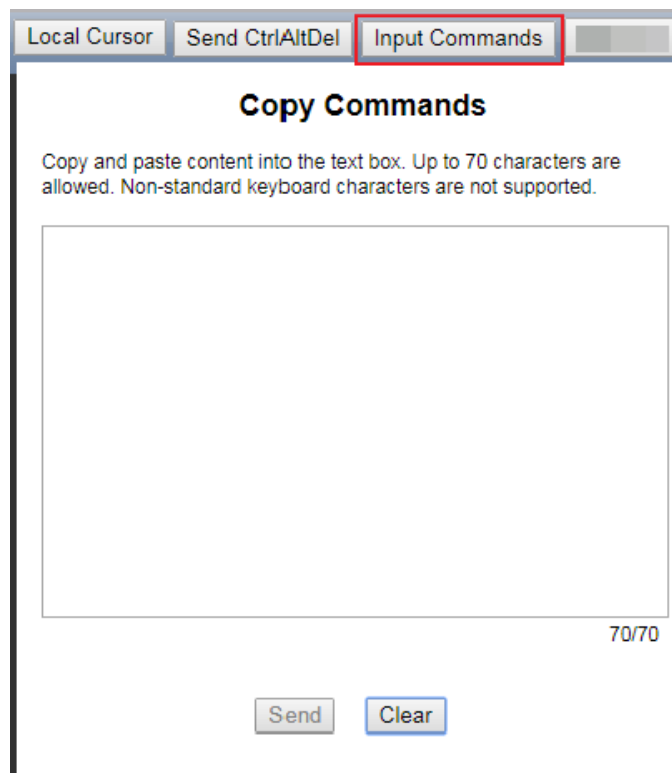 Local Cursor Send CtrlAltDel Input Commands
Copy Commands
Copy and paste content into the text box. Up to 70 characters are
allowed. Non-standard keyboard characters are not supported.
70/70
Send Clear